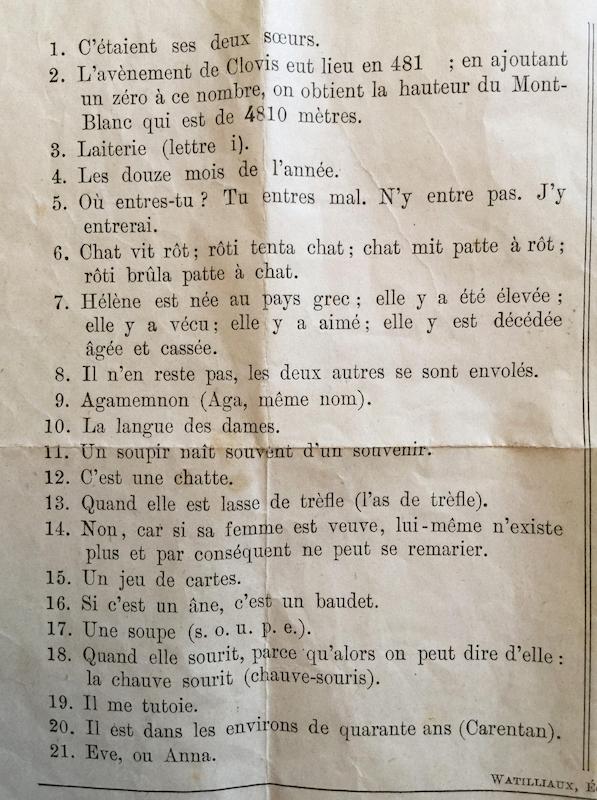 1. C'étaient ses deux sœurs.
2. L'avènement de Clovis eut lieu en 481 ; en ajoutant
un zéro à ce nombre, on obtient la hauteur du Mont-
Blanc qui est de 4810 mètres.
3. Laiterie (lettre i).
4. Les douze mois de l'année.
5. Où entres-tu ? Tu entres mal. N'y entre pas. J'y
entrerai.
6. Chat vit rôt ; rôti tenta chat ; chat mit patte à rôt ;
rôti brûla patte à chat.
7. Hélène est née au pays grec ; elle y a été élevée ;
elle y a vécu ; elle y a aimé ; elle y est décédée
âgée et cassée.
8. Il n'en reste pas, les deux autres se sont envolés.
9. Agamemnon (Aga, même nom).
10. La langue des dames.
11. Un soupir naît souvent d'un souvenir.
12. C'est une chatte.
13. Quand elle est lasse de trèfle (l'as de trèfle).
14. Non, car si sa femme est veuve, lui-même n'existe
plus et par conséquent ne peut se remarier.
15. Un jeu de cartes.
16. Si c'est un âne, c'est un baudet.
17. Une soupe (s. o. u. p. e.).
18. Quand elle sourit, parce qu'alors on peut dire d'elle :
la chauve sourit (chauve-souris).
19. Il me tutoie.
20. Il est dans les environs de quarante ans (Carentan).
21. Eve, ou Anna.
WATILLIAUX,